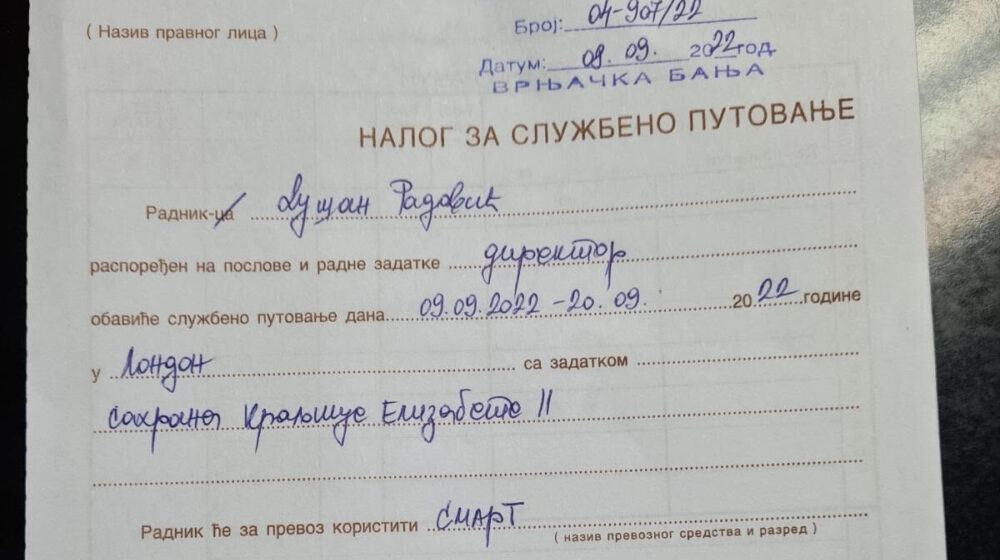 ( Назив правног лица )
Број: 04-907/22
Датум: 09. 09. 2022 год.
ВРЊАЧКА БАЊА
НАЛОГ ЗА СЛУЖБЕНО ПУТОВАЊЕ
Радник-ца Душан Радовић
распоређен на послове и радне задатке директор
обавиће службено путовање дана 09.09.2022 - 20. 09. 2022 године
у Лондон са задатком
сахрана Краљице Елизабете II
Радник ће за превоз користити СМАРТ
( назив превозног средства и разред )